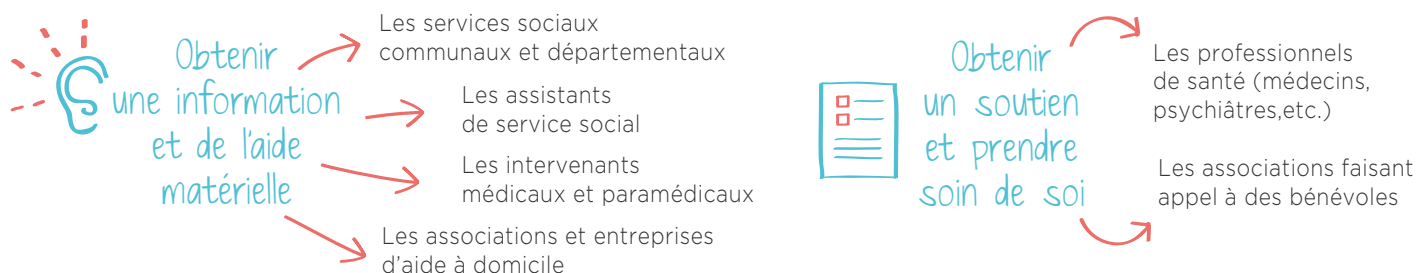 Obtenir
une information
et de l'aide
matérielle
Les services sociaux
communaux et départementaux
Les assistants
de service social
Les intervenants
médicaux et paramédicaux
Les associations et entreprises
d'aide à domicile
Obtenir
un soutien
et prendre
soin de soi
Les professionnels
de santé (médecins,
psychiâtres,etc.)
Les associations faisant
appel à des bénévoles